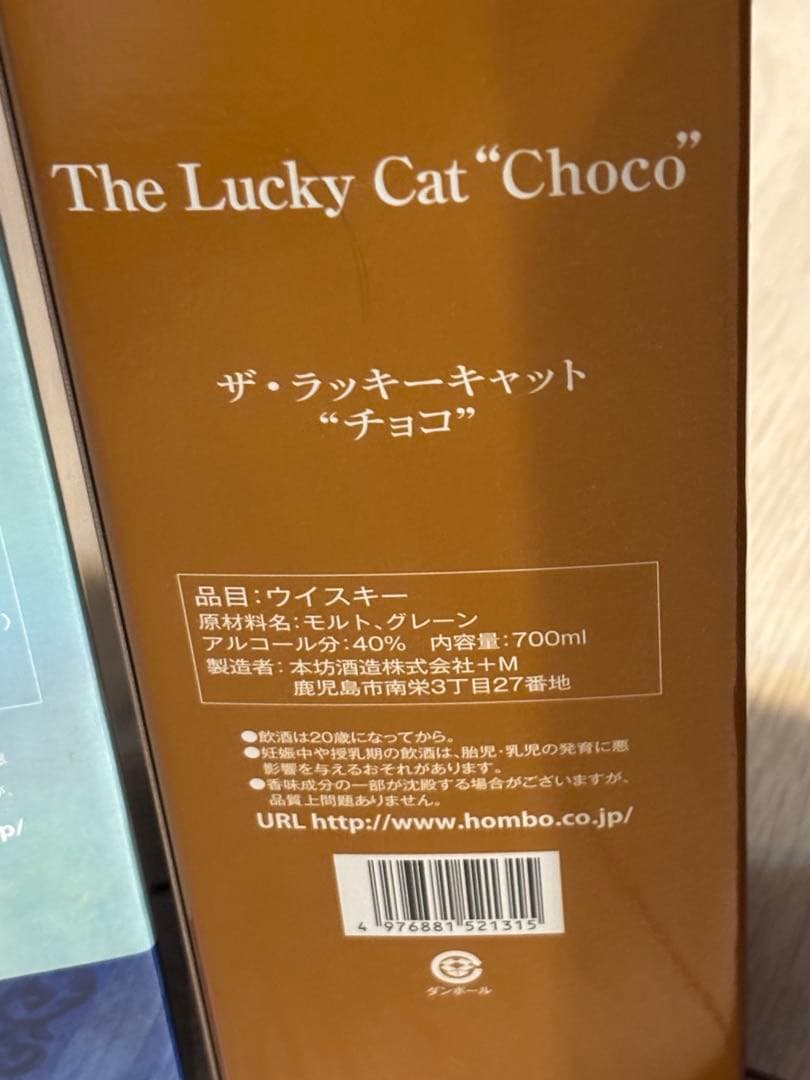 The Lucky Cat “Choco”
ザ・ラッキーキャット
“チョコ”
品目：ウイスキー
原材料名：モルト、グレーン
アルコール分：40% 内容量：700ml
製造者：本坊酒造株式会社+M
鹿児島市南栄3丁目27番地
●飲酒は20歳になってから。
●妊娠中や授乳期の飲酒は、胎児・乳児の発育に悪
影響を与えるおそれがあります。
●香味成分の一部が沈殿する場合がございますが、
品質上問題ありません。
URL http://www.hombo.co.jp/
4 976881 521315
ダンボール
)
が、
p/